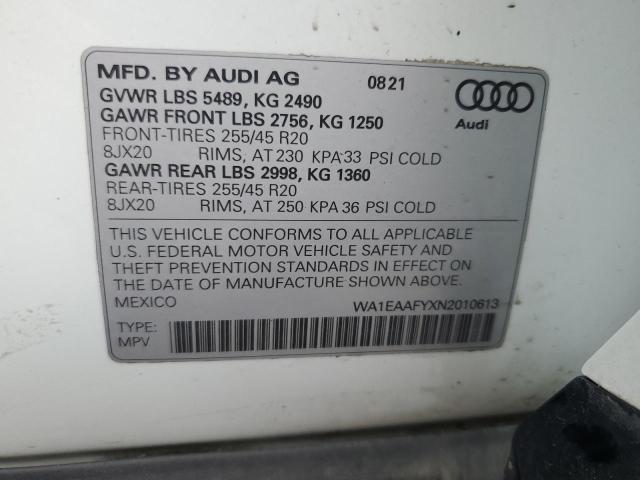 MFD. BY AUDI AG 0821
GVWR LBS 5489, KG 2490
GAWR FRONT LBS 2756, KG 1250
Audi
FRONT-TIRES 255/45 R20
8JX20 RIMS, AT 230 KPA 33 PSI COLD
GAWR REAR LBS 2998, KG 1360
REAR-TIRES 255/45 R20
8JX20 RIMS, AT 250 KPA 36 PSI COLD
THIS VEHICLE CONFORMS TO ALL APPLICABLE
U.S. FEDERAL MOTOR VEHICLE SAFETY AND
THEFT PREVENTION STANDARDS IN EFFECT ON
THE DATE OF MANUFACTURE SHOWN ABOVE.
MEXICO WA1EAAFYXN2010613
TYPE:
MPV